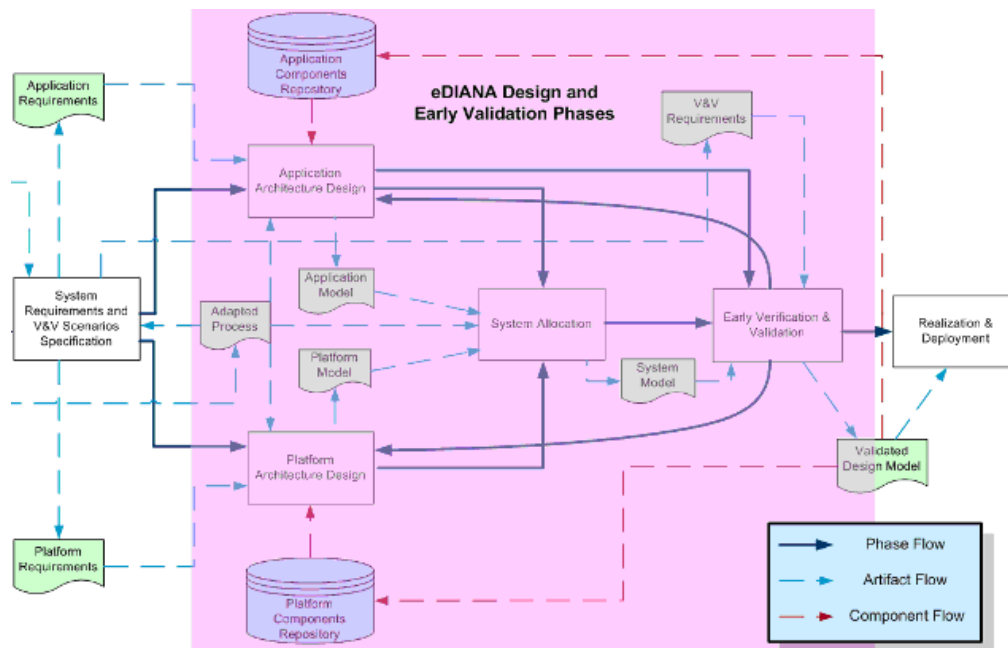 Application
Components
Repository
eDIANA Design and
Early Validation Phases
Application
Requirements
V&V
Requirements
Application
Architecture Design
System
Requirements and
V&V Scenarios
Specification
Adapted
Process
Application
Model
Platform
Model
System Allocation
System
Model
Early Verification &
Validation
Realization &
Deployment
Platform
Architecture Design
Validated
Design Model
Platform
Requirements
Platform
Components
Repository
Phase Flow
Artifact Flow
Component Flow